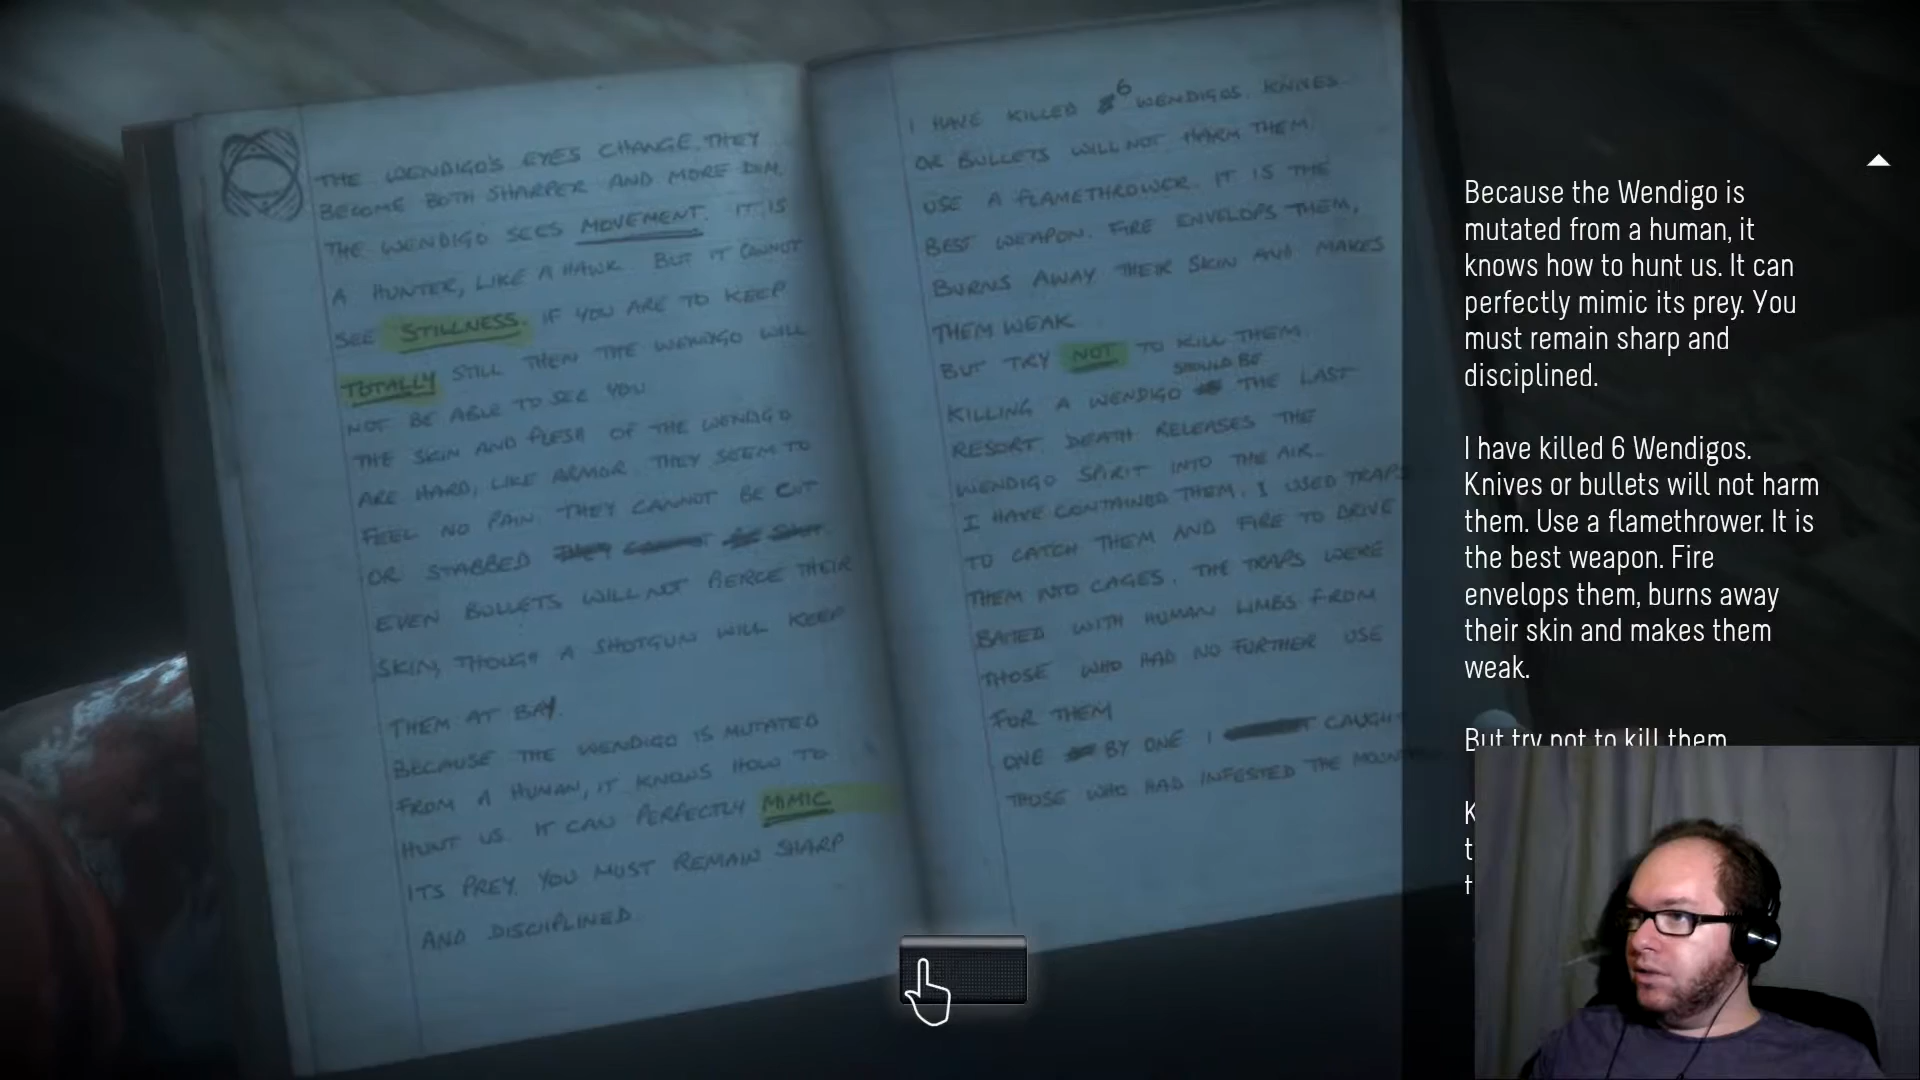 THE WENDIGO'S EYES CHANGE. THEY
BECOME BOTH SHARPER AND MORE DIM.
THE WENDIGO SEES MOVEMENT. IT IS
A HUNTER, LIKE A HAWK. BUT IT CANNOT
SEE STILLNESS. IF YOU ARE TO KEEP
TOTALLY STILL THEN THE WENDIGO WILL
NOT BE ABLE TO SEE YOU
THE SKIN AND FLESH OF THE WENDIGO
ARE HARD, LIKE ARMOR. THEY SEEM TO
FEEL NO PAIN. THEY CANNOT BE CUT
OR STABBED
EVEN BULLETS WILL NOT PIERCE THEIR
SKIN, THOUGH A SHOTGUN WILL KEEP
THEM AT BAY.
BECAUSE THE WENDIGO IS MUTATED
FROM A HUMAN, IT KNOWS HOW TO
HUNT US. IT CAN PERFECTLY MIMIC
ITS PREY. YOU MUST REMAIN SHARP
AND DISCIPLINED.
I HAVE KILLED 6 WENDIGOS. KNIVES
OR BULLETS WILL NOT HARM THEM.
USE A FLAMETHROWER. IT IS THE
BEST WEAPON. FIRE ENVELOPS THEM,
BURNS AWAY THEIR SKIN AND MAKES
THEM WEAK
BUT TRY NOT TO KILL THEM.
SHOULD BE
KILLING A WENDIGO THE LAST
RESORT. DEATH RELEASES THE
WENDIGO SPIRIT INTO THE AIR.
I HAVE CONTAINED THEM. I USED TRAPS
TO CATCH THEM AND FIRE TO DRIVE
THEM INTO CAGES. THE TRAPS WERE
BAITED WITH HUMAN LIMBS FROM
THOSE WHO HAD NO FURTHER USE
FOR THEM
ONE BY ONE I CAUGHT
THOSE WHO HAD INFESTED THE
Because the Wendigo is
mutated from a human, it
knows how to hunt us. It can
perfectly mimic its prey. You
must remain sharp and
disciplined.
I have killed 6 Wendigos.
Knives or bullets will not harm
them. Use a flamethrower. It is
the best weapon. Fire
envelops them, burns away
their skin and makes them
weak.
But try not to kill them.